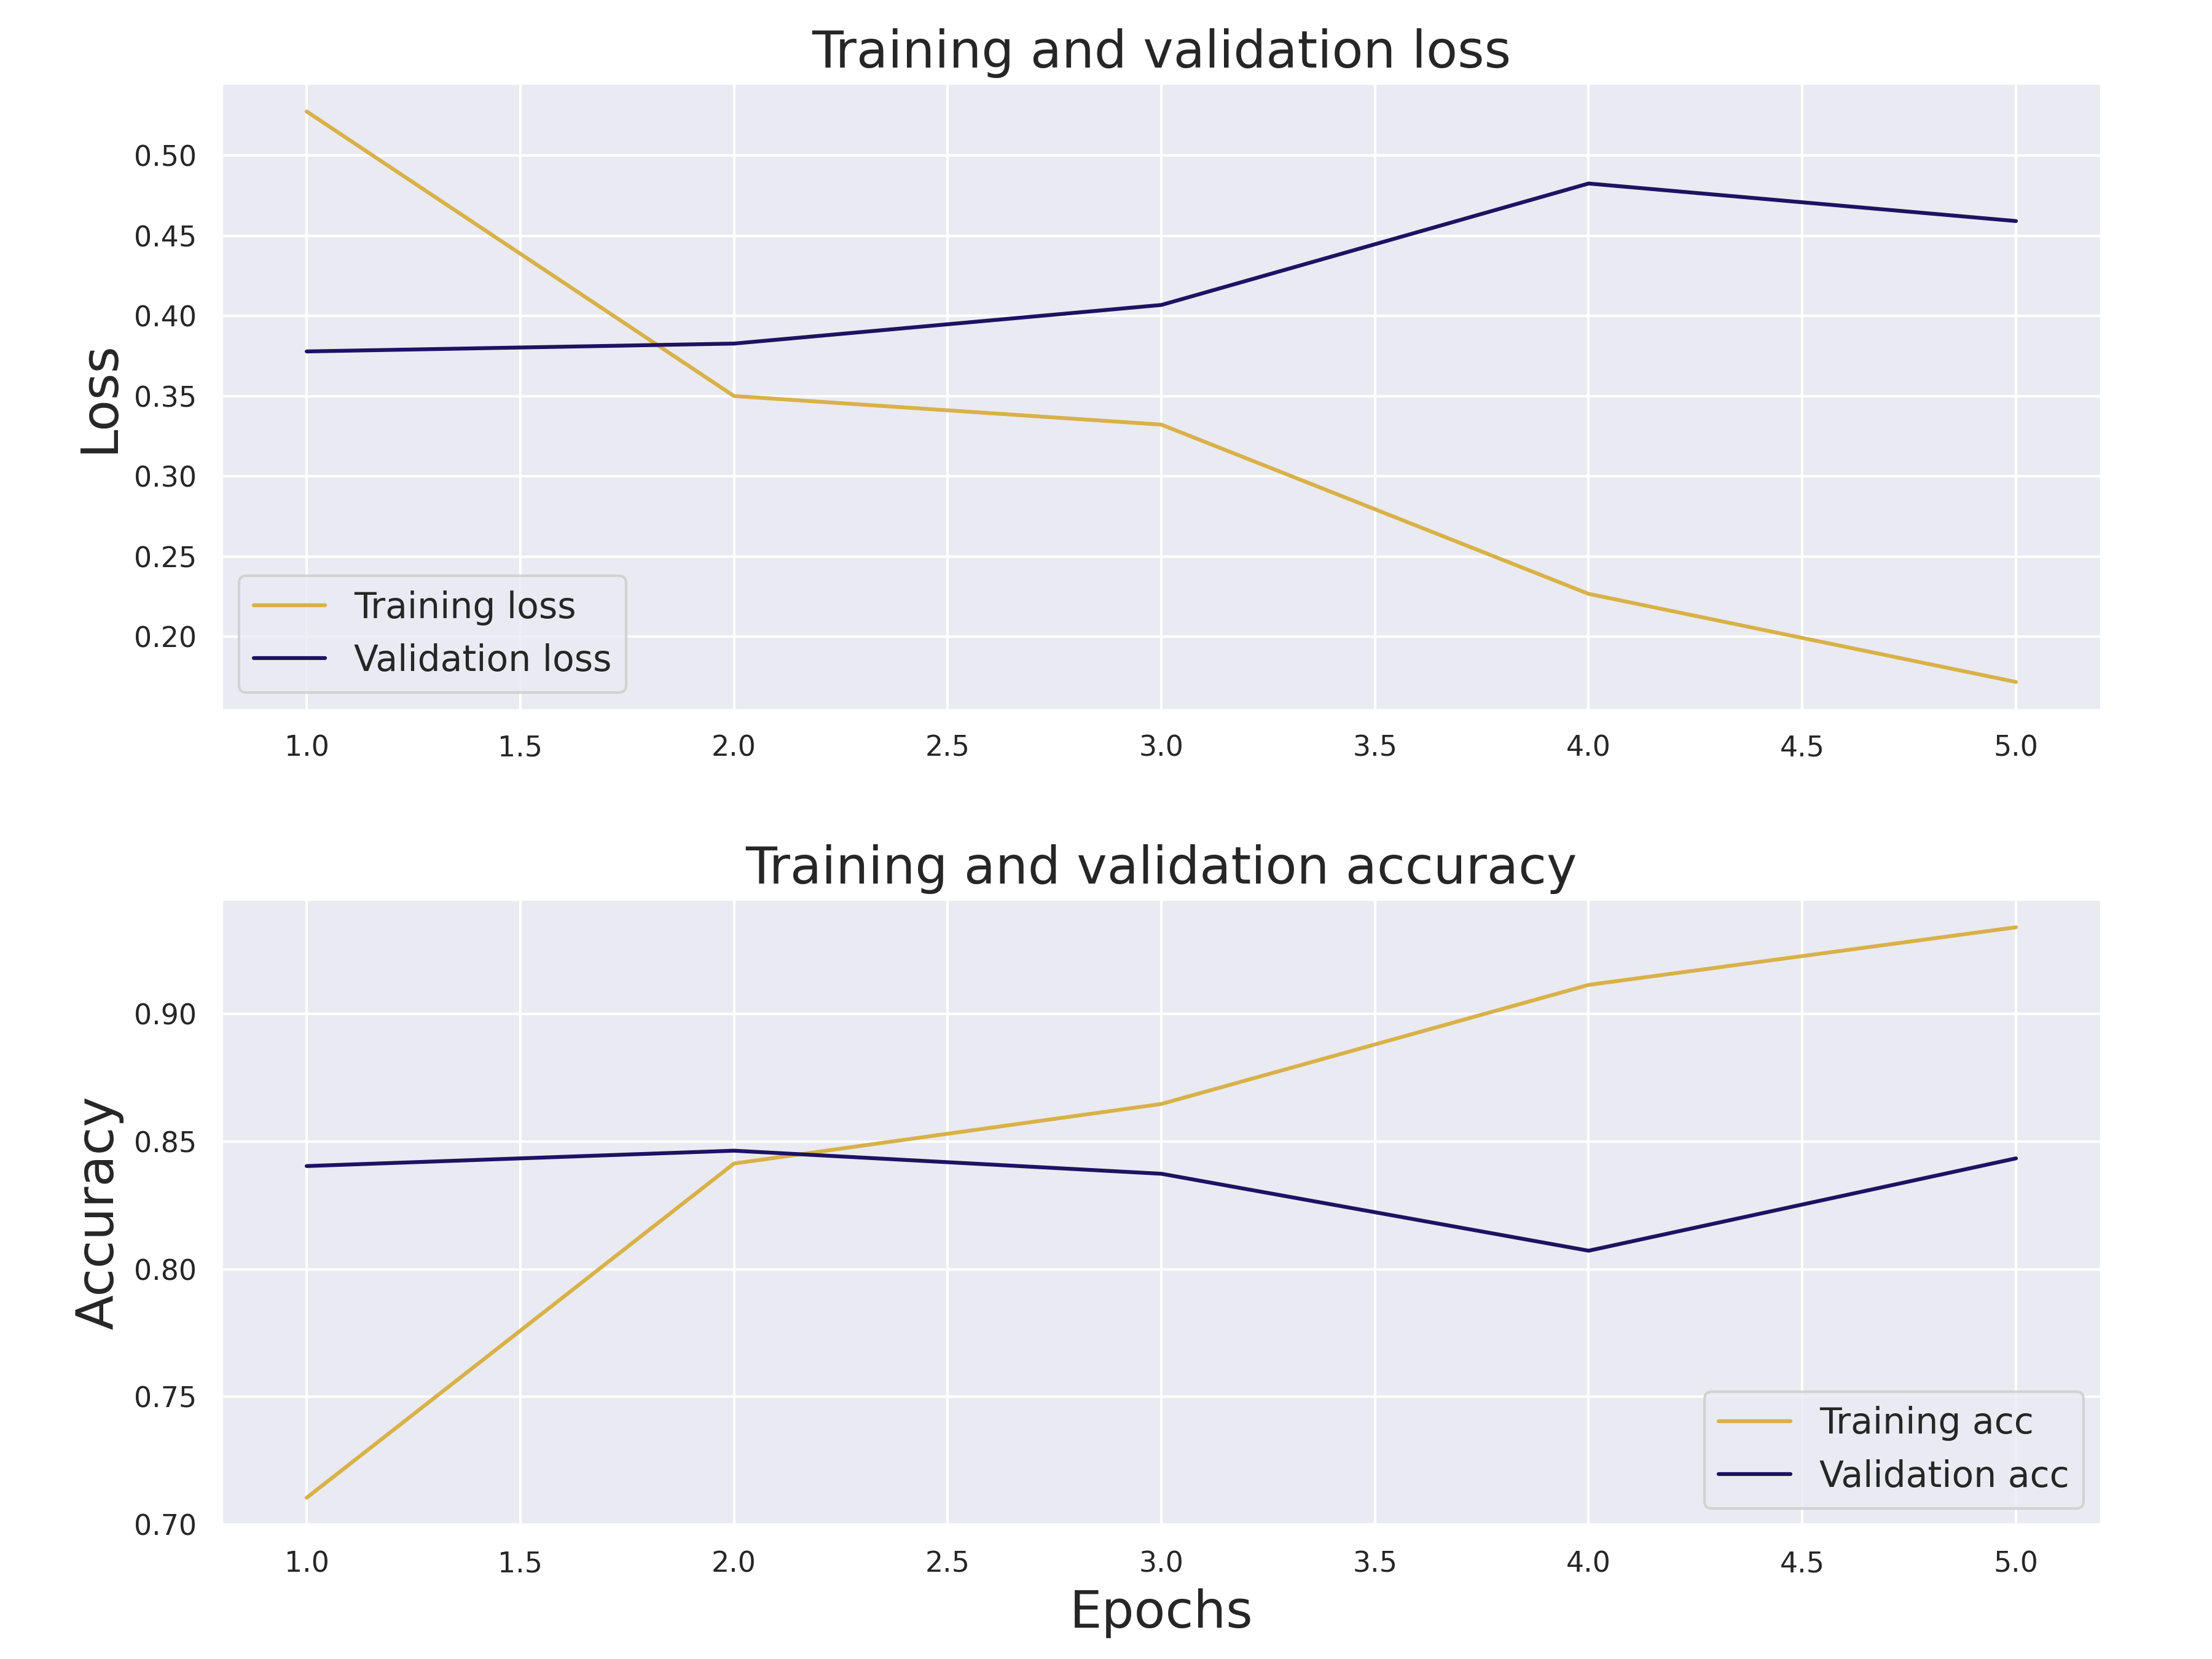 Training and validation loss
0.50
0.45
0.40
0.35
0.30
0.25
0.20
Loss
Training loss
Validation loss
1.0 1.5 2.0 2.5 3.0 3.5 4.0 4.5 5.0
Training and validation accuracy
0.90
0.85
0.80
0.75
0.70
Accuracy
Training acc
Validation acc
1.0 1.5 2.0 2.5 3.0 3.5 4.0 4.5 5.0
Epochs